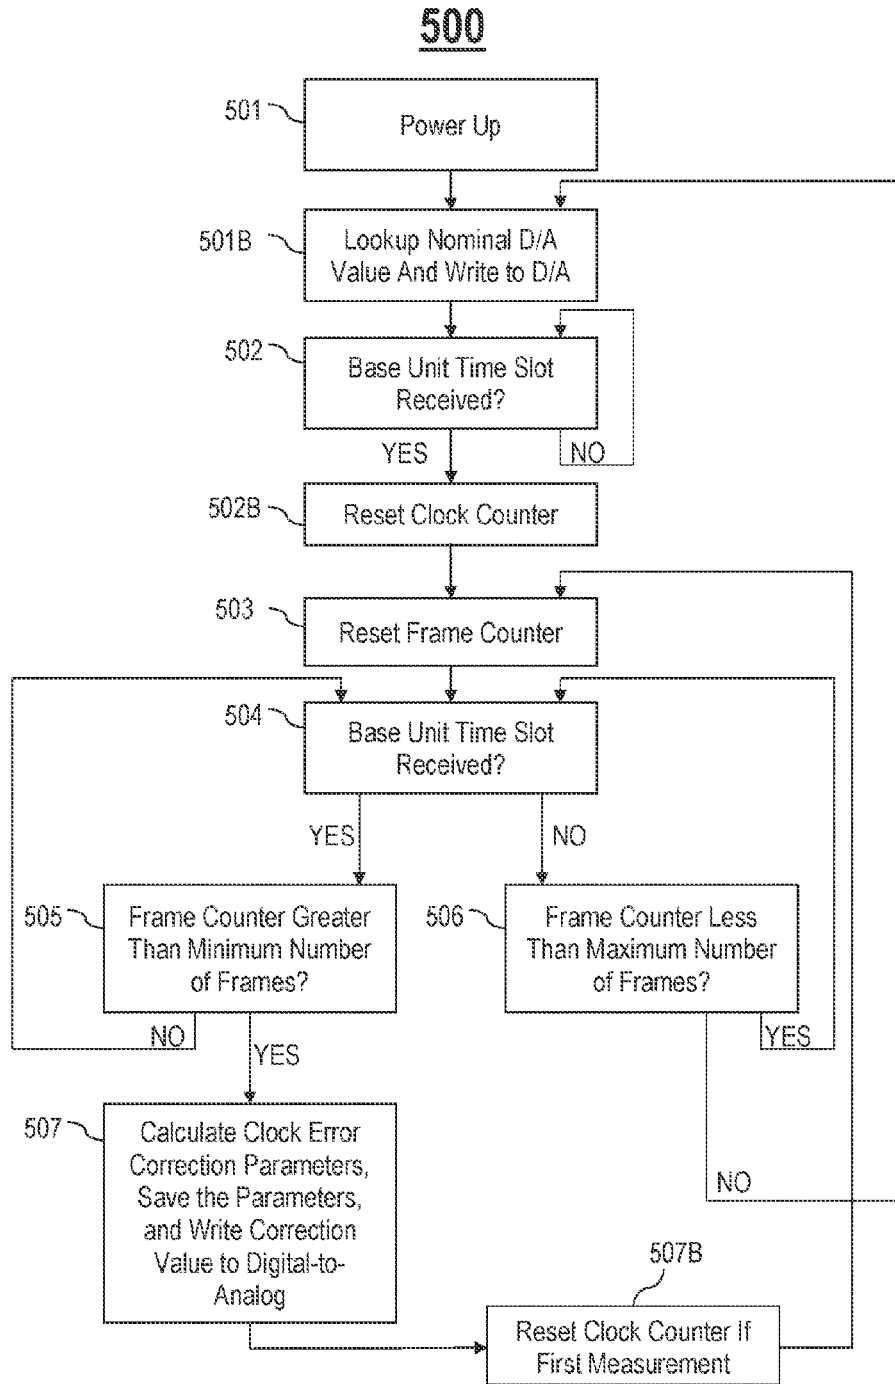 500
501
Power Up
501B
Lookup Nominal D/A
Value And Write to D/A
502
Base Unit Time Slot
Received?
YES
NO
502B
Reset Clock Counter
503
Reset Frame Counter
504
Base Unit Time Slot
Received?
YES
NO
505
Frame Counter Greater
Than Minimum Number
of Frames?
506
Frame Counter Less
Than Maximum Number
of Frames?
NO
YES
YES
507
Calculate Clock Error
Correction Parameters,
Save the Parameters,
and Write Correction
Value to Digital-to-
Analog
NO
507B
Reset Clock Counter If
First Measurement